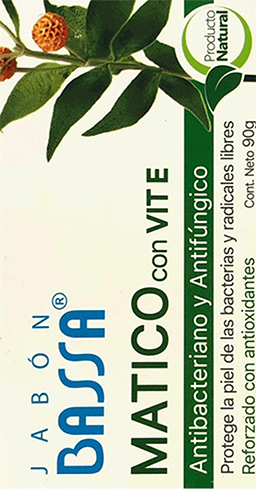 JABÓN
BASSA®
MATICO con VIT E
Antibacteriano y Antifúngico
Protege la piel de las bacterias y radicales libres
Reforzado con antioxidantes
Producto
Natural
Cont. Neto 90g